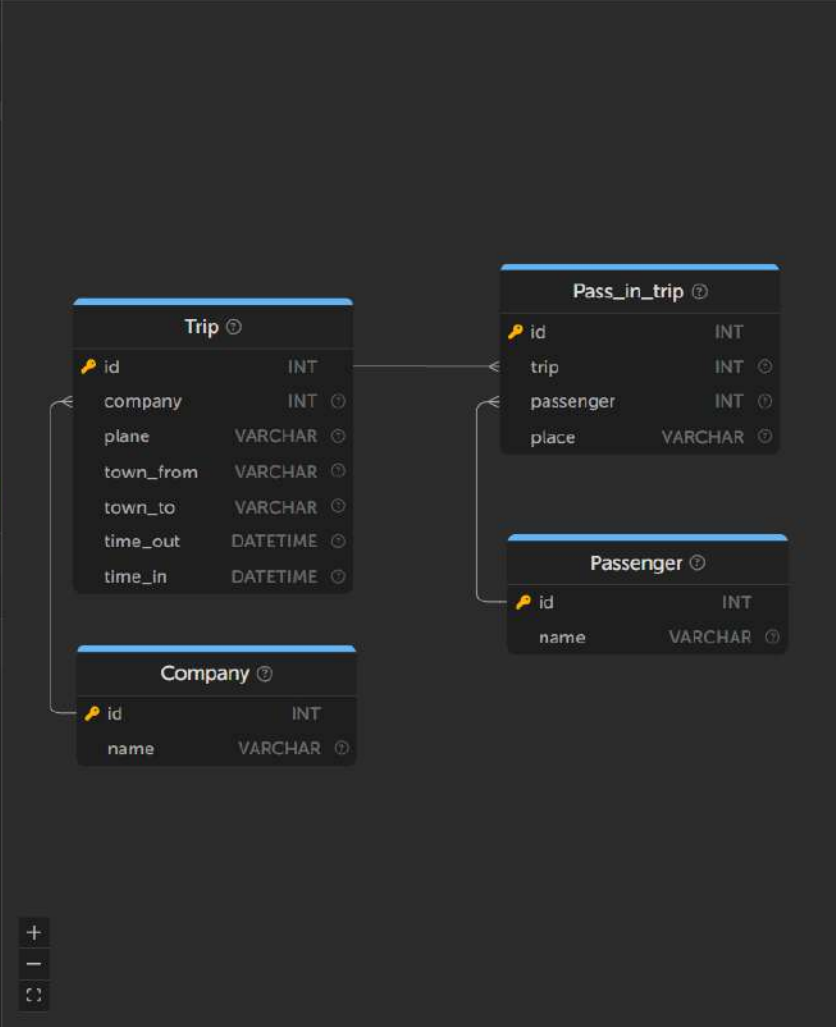 Trip
id INT
company INT
plane VARCHAR
town_from VARCHAR
town_to VARCHAR
time_out DATETIME
time_in DATETIME
Company
id INT
name VARCHAR
Pass_in_trip
id INT
trip INT
passenger INT
place VARCHAR
Passenger
id INT
name VARCHAR